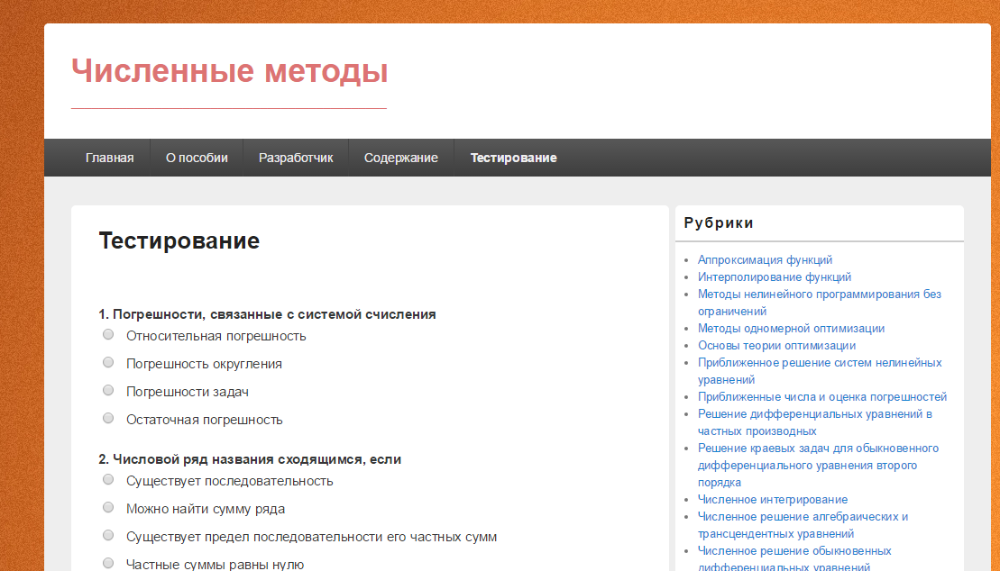 Численные методы
Главная
О пособии
Разработчик
Содержание
Тестирование
Тестирование
1. Погрешности, связанные с системой счисления
Относительная погрешность
Погрешность округления
Погрешности задач
Остаточная погрешность
2. Числовой ряд названия сходящимся, если
Существует последовательность
Можно найти сумму ряда
Существует предел последовательности его частных сумм
Частные суммы равны нулю
Рубрики
Аппроксимация функций
Интерполирование функций
Методы нелинейного программирования без
ограничений
Методы одномерной оптимизации
Основы теории оптимизации
Приближенное решение систем нелинейных
уравнений
Приближенные числа и оценка погрешностей
Решение дифференциальных уравнений в
частных производных
Решение краевых задач для обыкновенного
дифференциального уравнения второго
порядка
Численное интегрирование
Численное решение алгебраических и
трансцендентных уравнений
Численное решение обыкновенных
дифференциальных уравнений